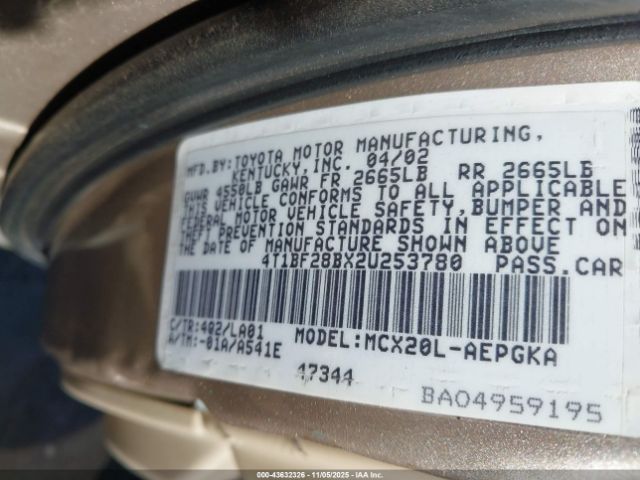 MFD.BY:TOYOTA MOTOR MANUFACTURING,
KENTUCKY,INC. 04/02
GVWR 4550LB GAWR FR 2665LB RR 2665LB
THIS VEHICLE CONFORMS TO ALL APPLICABLE
FEDERAL MOTOR VEHICLE SAFETY,BUMPER AND
THEFT PREVENTION STANDARDS IN EFFECT ON
THE DATE OF MANUFACTURE SHOWN ABOVE
4T1BF28BX2U253780 PASS.CAR
C/TR:4Q2/LA01
A/TM:-01A/A541E
MODEL:MCX20L-AEPGKA
47344
BA04959195
000-43632326 - 11/05/2025 - IAA Inc.